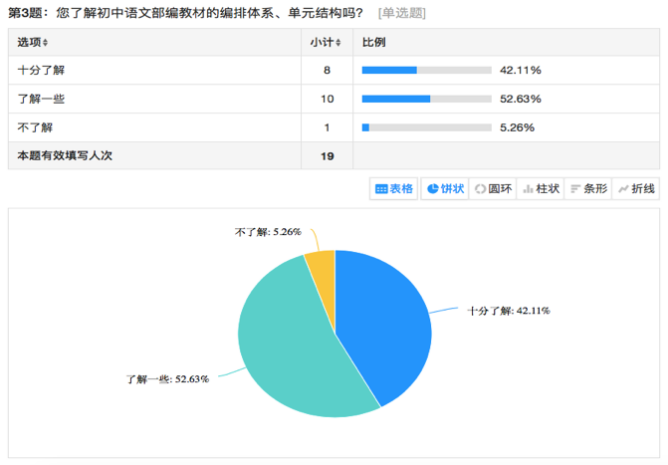 第3题：您了解初中语文部编教材的编排体系、单元结构吗？ [单选题]
选项 小计 比例
十分了解 8 42.11%
了解一些 10 52.63%
不了解 1 5.26%
本题有效填写人次 19
表格 饼状 圆环 柱状 条形 折线
不了解: 5.26%
十分了解: 42.11%
了解一些: 52.63%